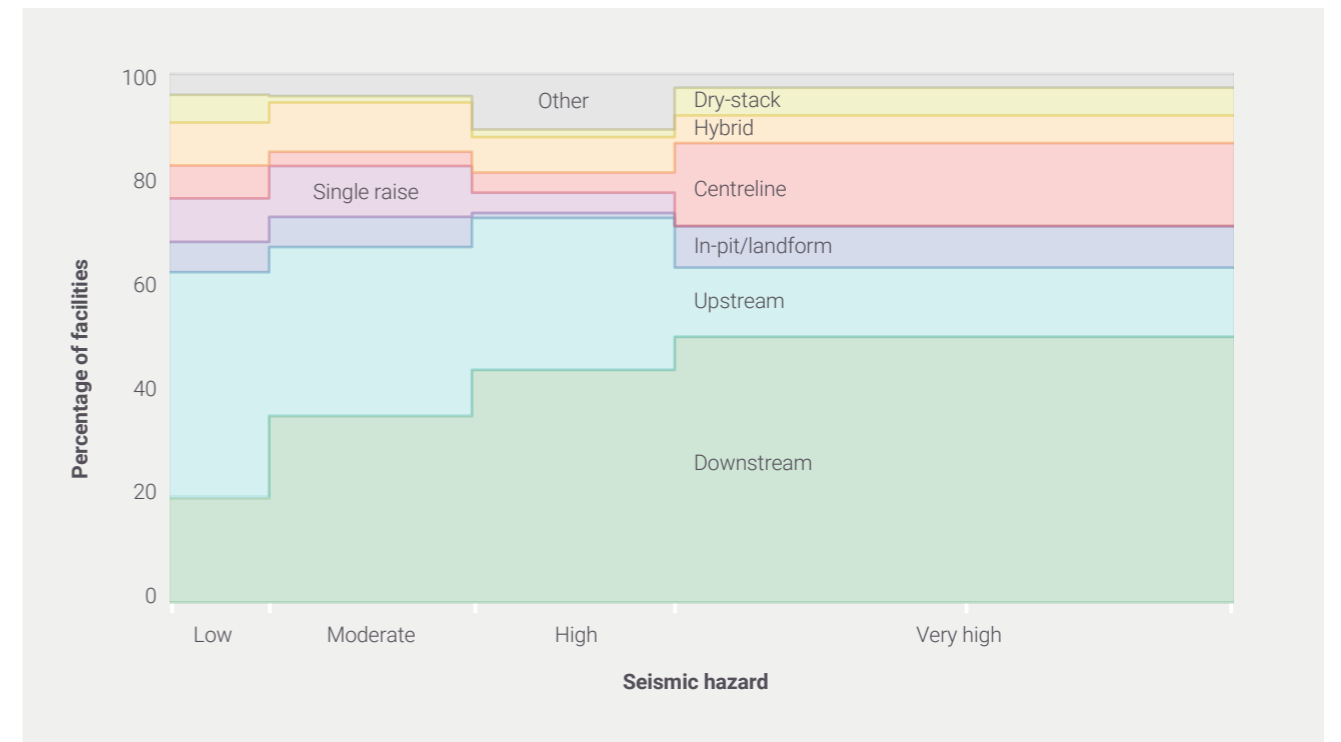 100
80
60
40
20
0
Percentage of facilities
Other
Dry-stack
Hybrid
Single raise
Centreline
In-pit/landform
Upstream
Downstream
Low
Moderate
High
Very high
Seismic hazard